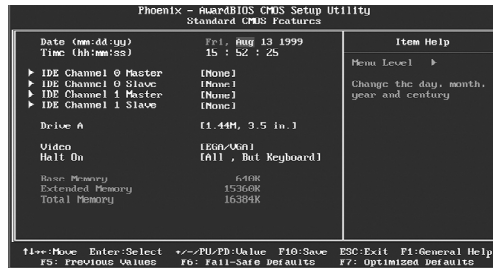 Phoenix - AwardBIOS CMOS Setup Utility
Standard CMOS Features
Date (mm:dd:yy) Fri, Aug 13 1999
Time (hh:mm:ss) 15 : 52 : 25
▶ IDE Channel 0 Master [None]
▶ IDE Channel 0 Slave [None]
▶ IDE Channel 1 Master [None]
▶ IDE Channel 1 Slave [None]
Drive A [1.44M, 3.5 in.]
Video [EGA/VGA]
Halt On [All , But Keyboard]
Base Memory 640K
Extended Memory 15360K
Total Memory 16384K
Item Help
Menu Level ▶
Change the day, month,
year and century
↑↓→←:Move Enter:Select +/-/PU/PD:Value F10:Save ESC:Exit F1:General Help
F5: Previous Values F6: Fail-Safe Defaults F7: Optimized Defaults